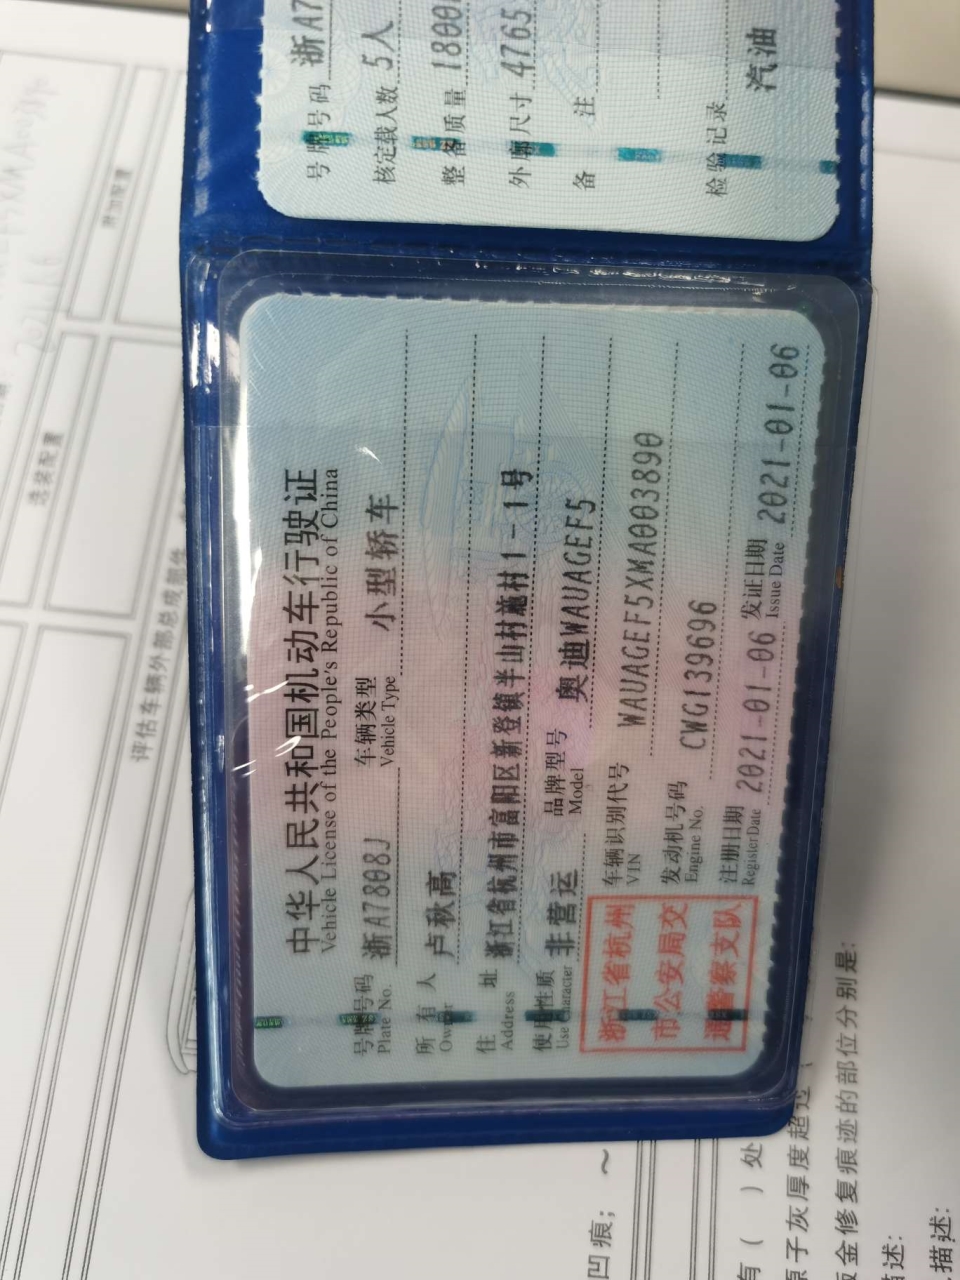 中华人民共和国机动车行驶证
Vehicle License of the People's Republic of China
号牌号码 浙A7808J 车辆类型 小型轿车
Plate No. Vehicle Type
所有人 卢秋高
Owner
住址 浙江省杭州市富阳区新登镇半山村施村1-1号
Address
使用性质 非营运 品牌型号 奥迪WAUAGEF5
Use Character Model
浙江省杭州
市公安局交
通警察支队
车辆识别代号 WAUAGEF5XMA003890
VIN
发动机号码 CWG139696
Engine No.
注册日期 2021-01-06 发证日期 2021-01-06
Register Date Issue Date
号牌号码 浙A7
核定载人数 5人
整备质量 1800
外廓尺寸 4765
备注
检验记录
汽油
评估车辆外部总成部件
选装配置
凹痕; ~
有( )处
原子灰厚度超过
钣金修复痕迹的部位分别是:
描述:
描述: